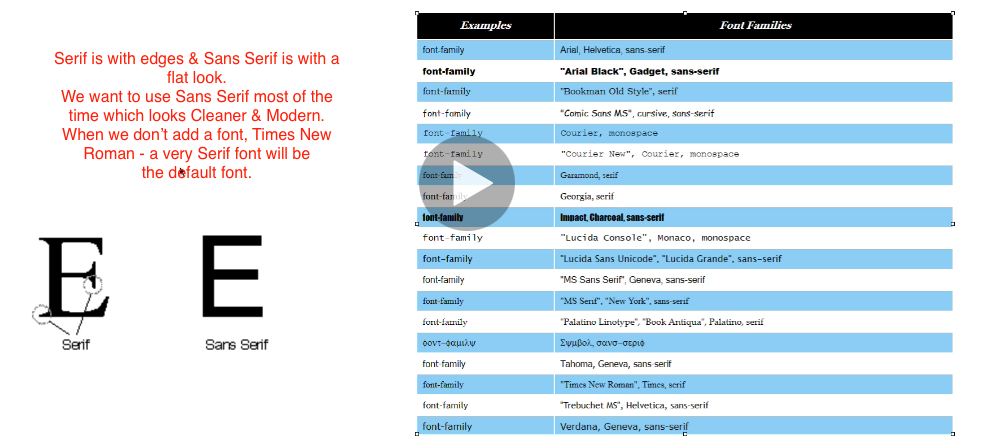 Serif is with edges & Sans Serif is with a
flat look.
We want to use Sans Serif most of the
time which looks Cleaner & Modern.
When we don't add a font, Times New
Roman - a very Serif font will be
the default font.
E E
Serif Sans Serif
Examples Font Families
font-family Arial, Helvetica, sans-serif
font-family "Arial Black", Gadget, sans-serif
font-family "Bookman Old Style", serif
font-family "Comic Sans MS", cursive, sans-serif
font-family Courier, monospace
font-family "Courier New", Courier, monospace
font-family Garamond, serif
font-family Georgia, serif
font-family Impact, Charcoal, sans-serif
font-family "Lucida Console", Monaco, monospace
font-family "Lucida Sans Unicode", "Lucida Grande", sans-serif
font-family "MS Sans Serif", Geneva, sans-serif
font-family "MS Serif", "New York", sans-serif
font-family "Palatino Linotype", "Book Antiqua", Palatino, serif
φοντ-φαμιλψ Σψμβολ, σανσ-σεριφ
font-family Tahoma, Geneva, sans-serif
font-family "Times New Roman", Times, serif
font-family "Trebuchet MS", Helvetica, sans-serif
font-family Verdana, Geneva, sans-serif